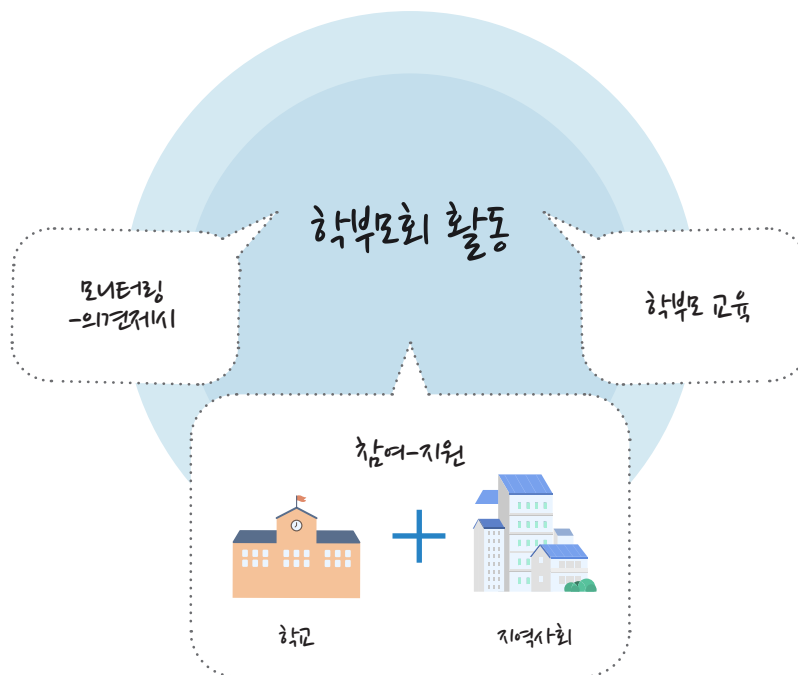 학부모회 활동
모니터링
-의견제시
학부모 교육
참여-지원
학교
지역사회